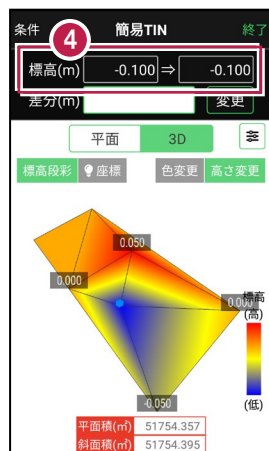 条件 簡易TIN 終了
4
標高(m) -0.100 ⇒ -0.100
差分(m) 変更
平面 3D
標高段彩 座標 色変更 高さ変更
0.050
0.000
0.000
標高
(高)
(低)
-0.050
平面積(㎡) 51754.357
斜面積(㎡) 51754.395